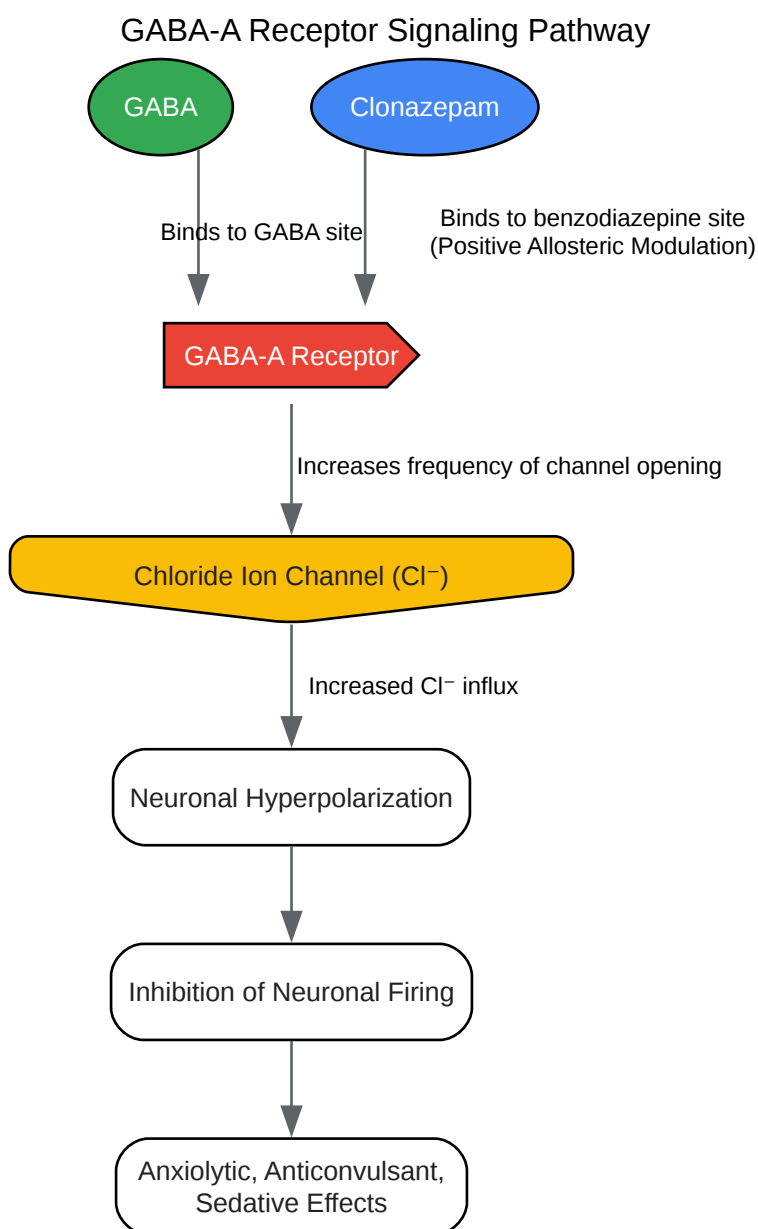 GABA-A Receptor Signaling Pathway
GABA
Clonazepam
Binds to GABA site
Binds to benzodiazepine site
(Positive Allosteric Modulation)
GABA-A Receptor
Increases frequency of channel opening
Chloride Ion Channel (Cl⁻)
Increased Cl⁻ influx
Neuronal Hyperpolarization
Inhibition of Neuronal Firing
Anxiolytic, Anticonvulsant,
Sedative Effects